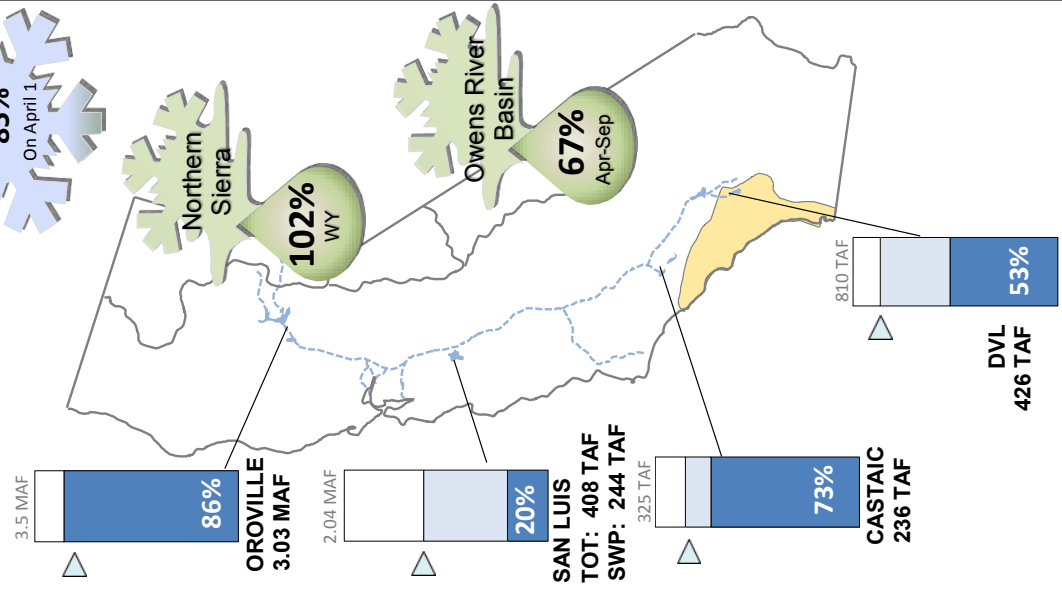 85%
On April 1
Northern
Sierra
102%
WY
Owens River
Basin
67%
Apr-Sep
3.5 MAF
86%
OROVILLE
3.03 MAF
2.04 MAF
20%
SAN LUIS
TOT: 408 TAF
SWP: 244 TAF
325 TAF
73%
CASTAIC
236 TAF
810 TAF
53%
DVL
426 TAF